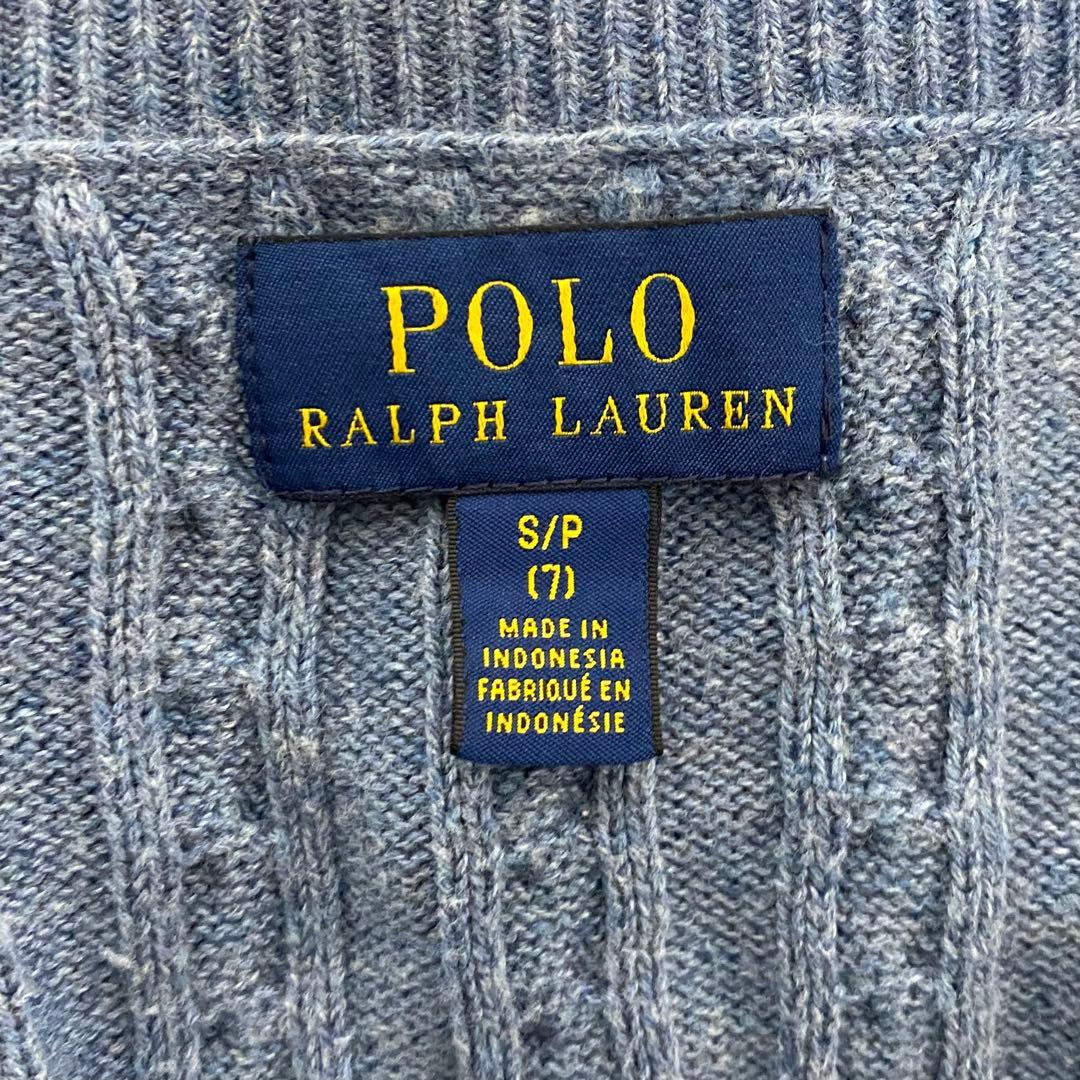 POLO
RALPH LAUREN
S/P
(7)
MADE IN
INDONESIA
FABRIQUÉ EN
INDONÉSIE